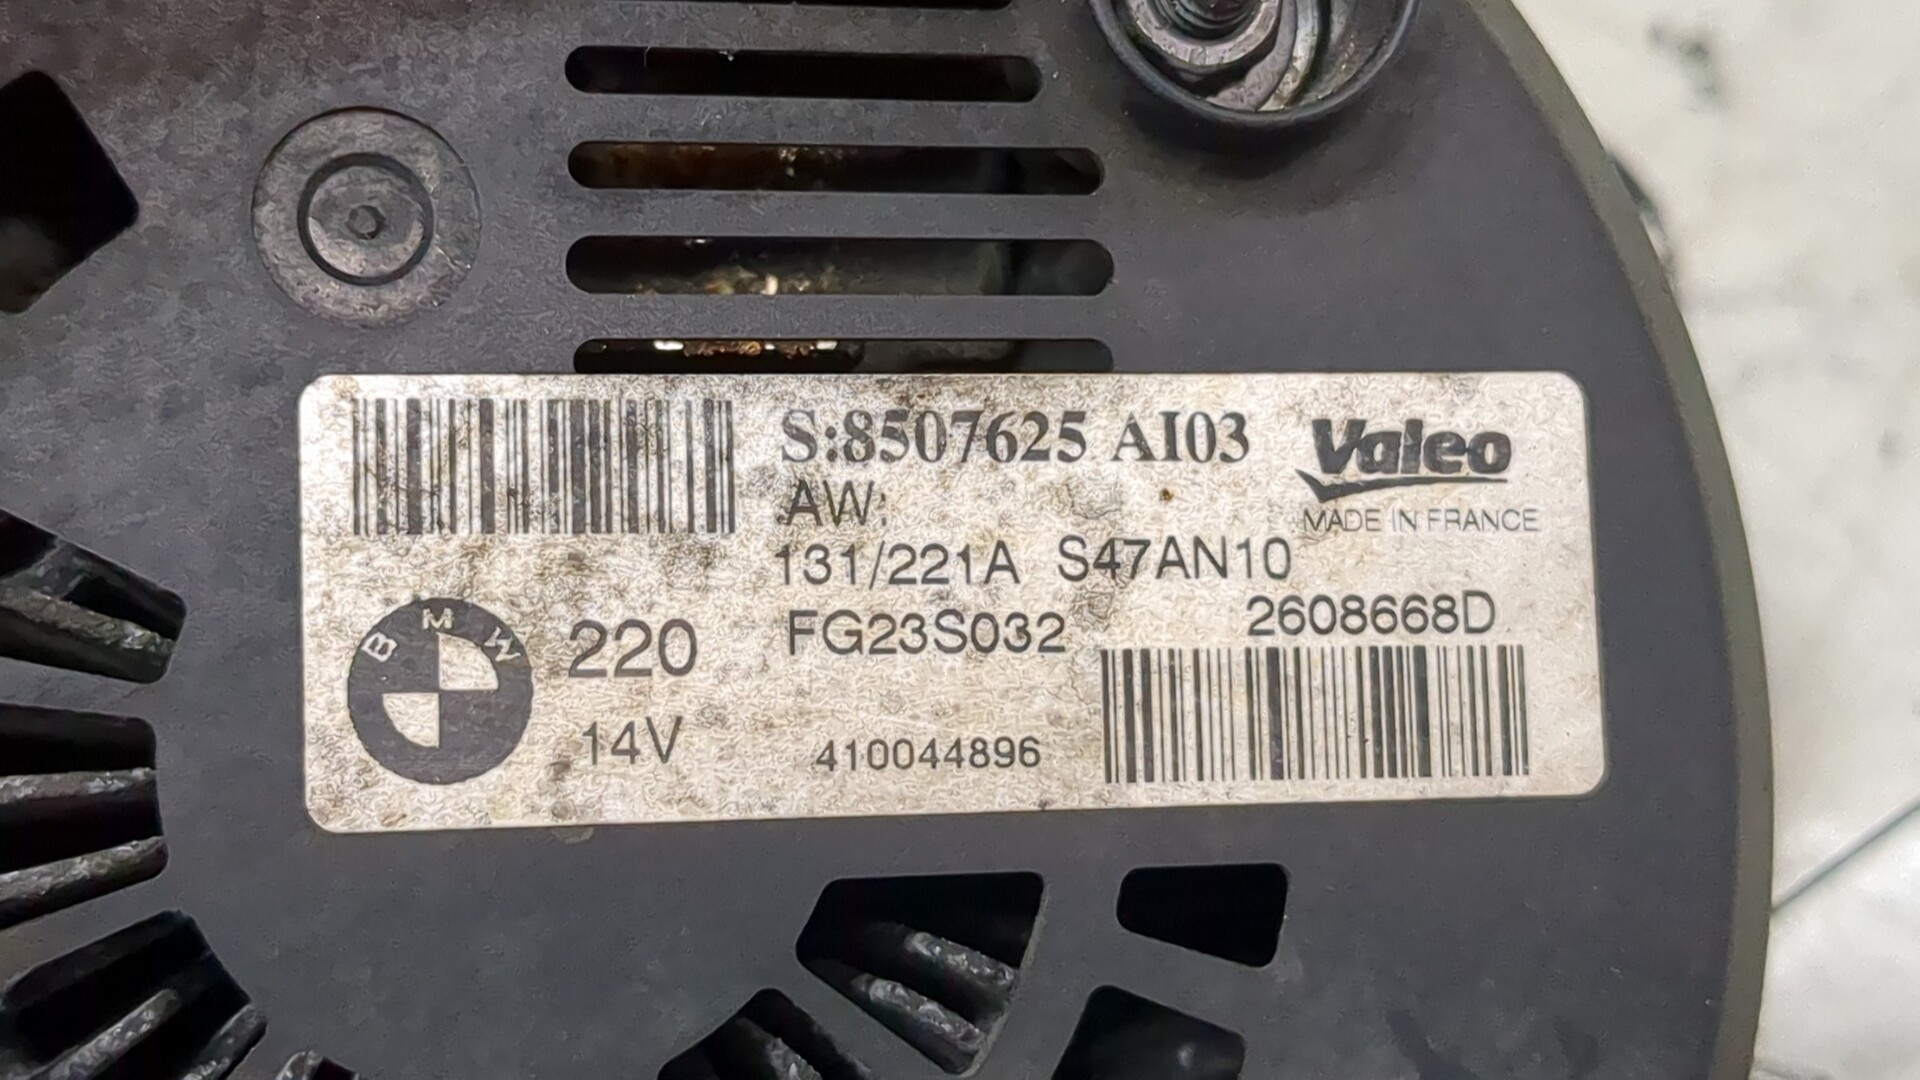 S:8507625 AI03
Valeo
AW:
MADE IN FRANCE
131/221A S47AN10
FG23S032
2608668D
BMW
220
14V
410044896